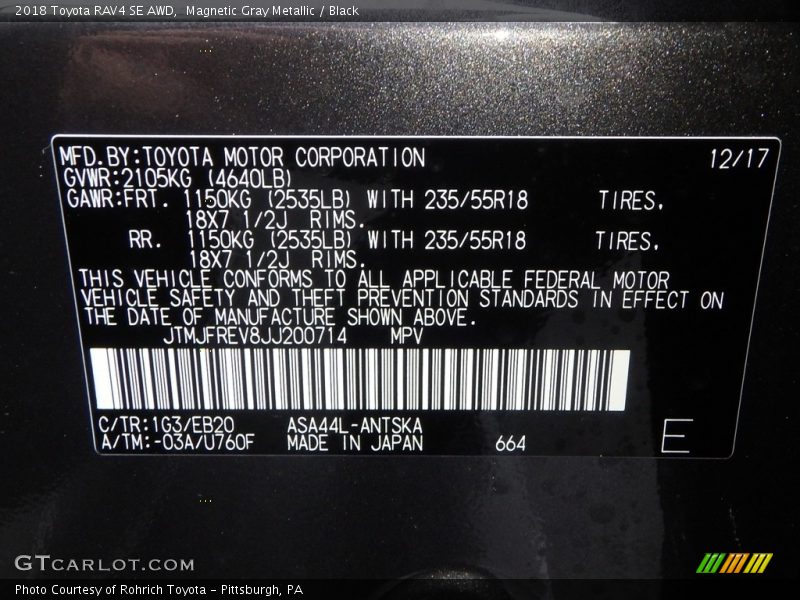 2018 Toyota RAV4 SE AWD,  Magnetic Gray Metallic / Black
MFD.BY:TOYOTA MOTOR CORPORATION 12/17
GVWR:2105KG (4640LB)
GAWR:FRT. 1150KG (2535LB) WITH 235/55R18 TIRES,
18X7 1/2J RIMS.
RR. 1150KG (2535LB) WITH 235/55R18 TIRES,
18X7 1/2J RIMS.
THIS VEHICLE CONFORMS TO ALL APPLICABLE FEDERAL MOTOR
VEHICLE SAFETY AND THEFT PREVENTION STANDARDS IN EFFECT ON
THE DATE OF MANUFACTURE SHOWN ABOVE.
JTMJFREV8JJ200714 MPV
C/TR:1G3/EB20 ASA44L-ANTSKA
A/TM:-03A/U760F MADE IN JAPAN 664 E
GTCARLOT.COM
Photo Courtesy of Rohrich Toyota - Pittsburgh, PA